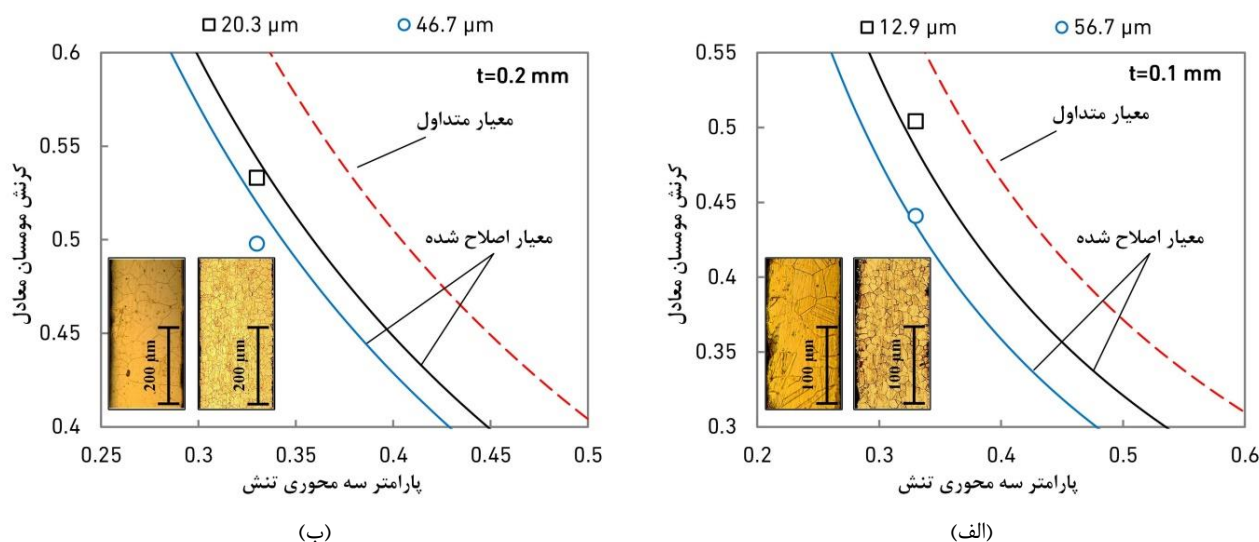 □ 12.9 µm ○ 56.7 µm
t=0.1 mm
معیار متداول
معیار اصلاح شده
کرنش مومسان معادل
0.55
0.5
0.45
0.4
0.35
0.3
100 µm
100 µm
0.2 0.3 0.4 0.5 0.6
پارامتر سه محوری تنش
(الف)
□ 20.3 µm ○ 46.7 µm
t=0.2 mm
معیار متداول
معیار اصلاح شده
کرنش مومسان معادل
0.6
0.55
0.5
0.45
0.4
200 µm
200 µm
0.25 0.3 0.35 0.4 0.45 0.5
پارامتر سه محوری تنش
(ب)